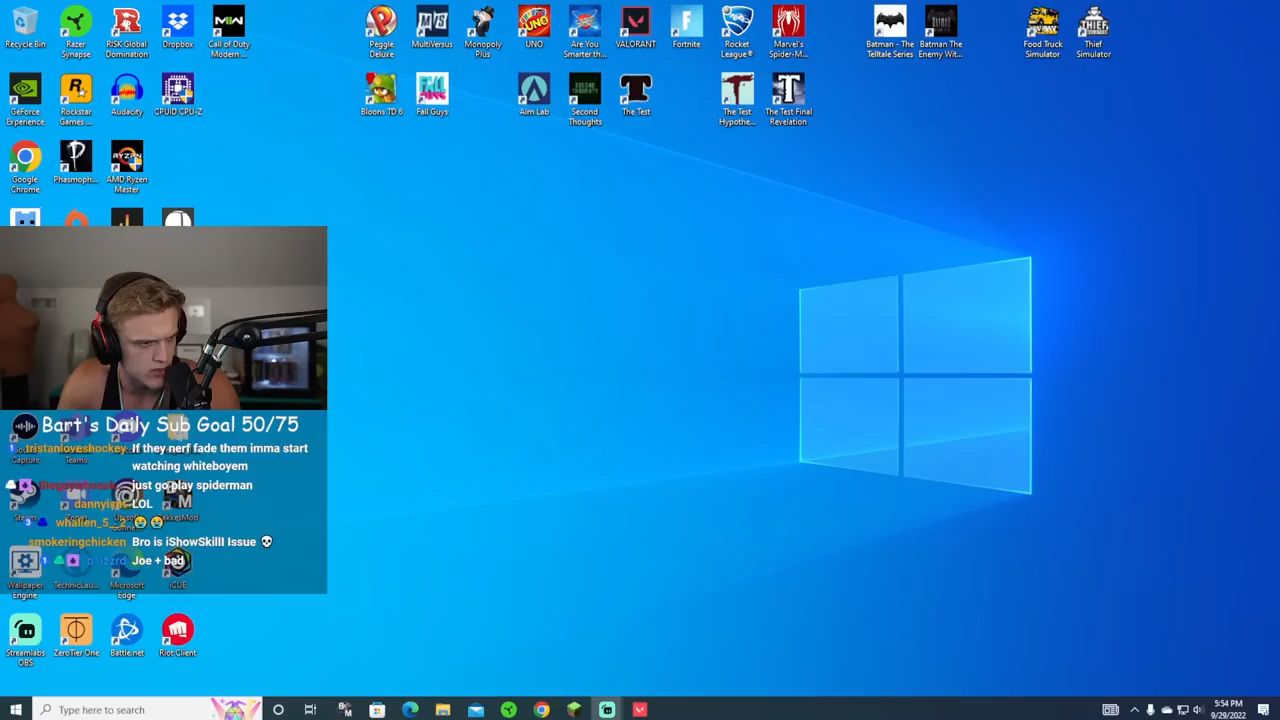 Recycle Bin
Razer Synapse
RISK Global Domination
Dropbox
Call of Duty Modern ...
Peggle Deluxe
MultiVersus
Monopoly Plus
UNO
Are You Smarter th...
VALORANT
Fortnite
Rocket League®
Marvel's Spider-M...
Batman - The Telltale Series
Batman The Enemy Wit...
Food Truck Simulator
Thief Simulator
GeForce Experience
Rockstar Games ...
Audacity
CPUID CPU-Z
Bloons TD 6
Fall Guys
Aim Lab
Second Thoughts
The Test
The Test Hypothe...
The Test Final Revelation
Google Chrome
Phasmoph...
AMD Ryzen Master
Bart's Daily Sub Goal 50/75
tristanloveshockey If they nerf fade them imma start
watching whiteboyem
just go play spiderman
LOL
whalien_5_2
smokeringchicken Bro is iShowSkilll Issue
blizzrd Joe + bad
Wallpaper Engine
TechnicLau...
Microsoft Edge
iCUE
Streamlabs OBS
ZeroTier One
Battle.net
Riot Client
Type here to search
5:54 PM
9/29/2022